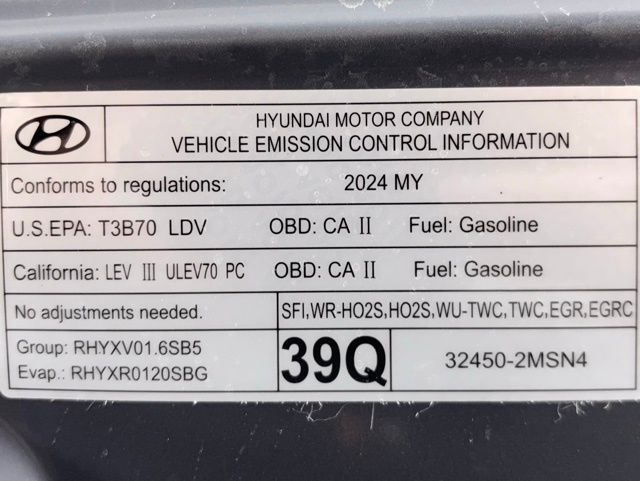 HYUNDAI MOTOR COMPANY
VEHICLE EMISSION CONTROL INFORMATION
Conforms to regulations: 2024 MY
U.S.EPA: T3B70 LDV OBD: CA II Fuel: Gasoline
California: LEV III ULEV70 PC OBD: CA II Fuel: Gasoline
No adjustments needed. SFI,WR-HO2S,HO2S,WU-TWC,TWC,EGR,EGRC
Group: RHYXV01.6SB5
Evap.: RHYXR0120SBG
39Q
32450-2MSN4